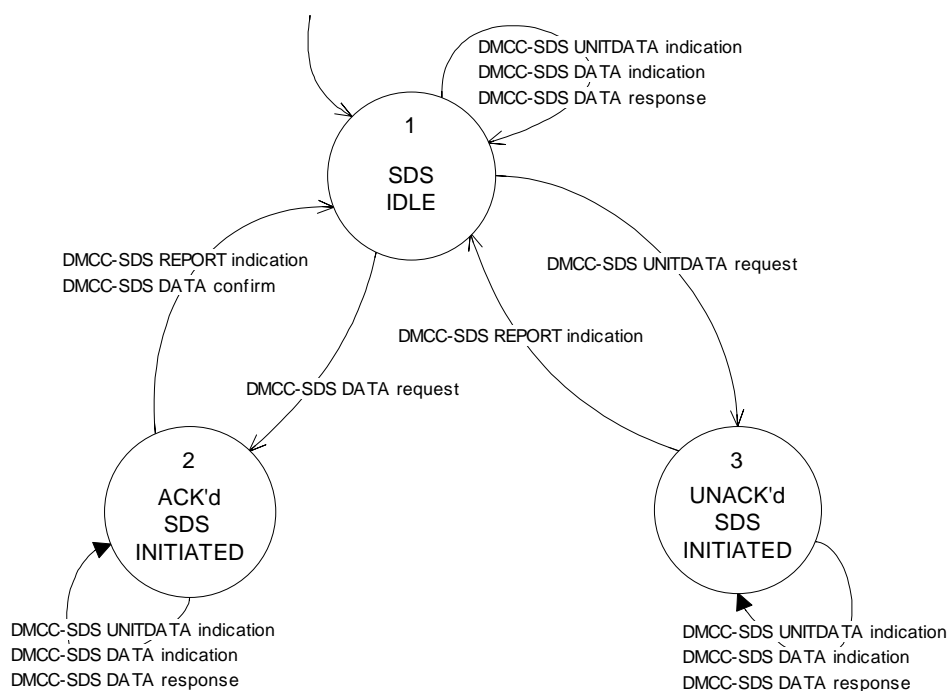 DMCC-SDS UNITDATA indication
DMCC-SDS DATA indication
DMCC-SDS DATA response
1
SDS
IDLE
DMCC-SDS REPORT indication
DMCC-SDS DATA confirm
DMCC-SDS UNITDATA request
DMCC-SDS REPORT indication
DMCC-SDS DATA request
2
ACK'd
SDS
INITIATED
3
UNACK'd
SDS
INITIATED
DMCC-SDS UNITDATA indication
DMCC-SDS DATA indication
DMCC-SDS DATA response
DMCC-SDS UNITDATA indication
DMCC-SDS DATA indication
DMCC-SDS DATA response